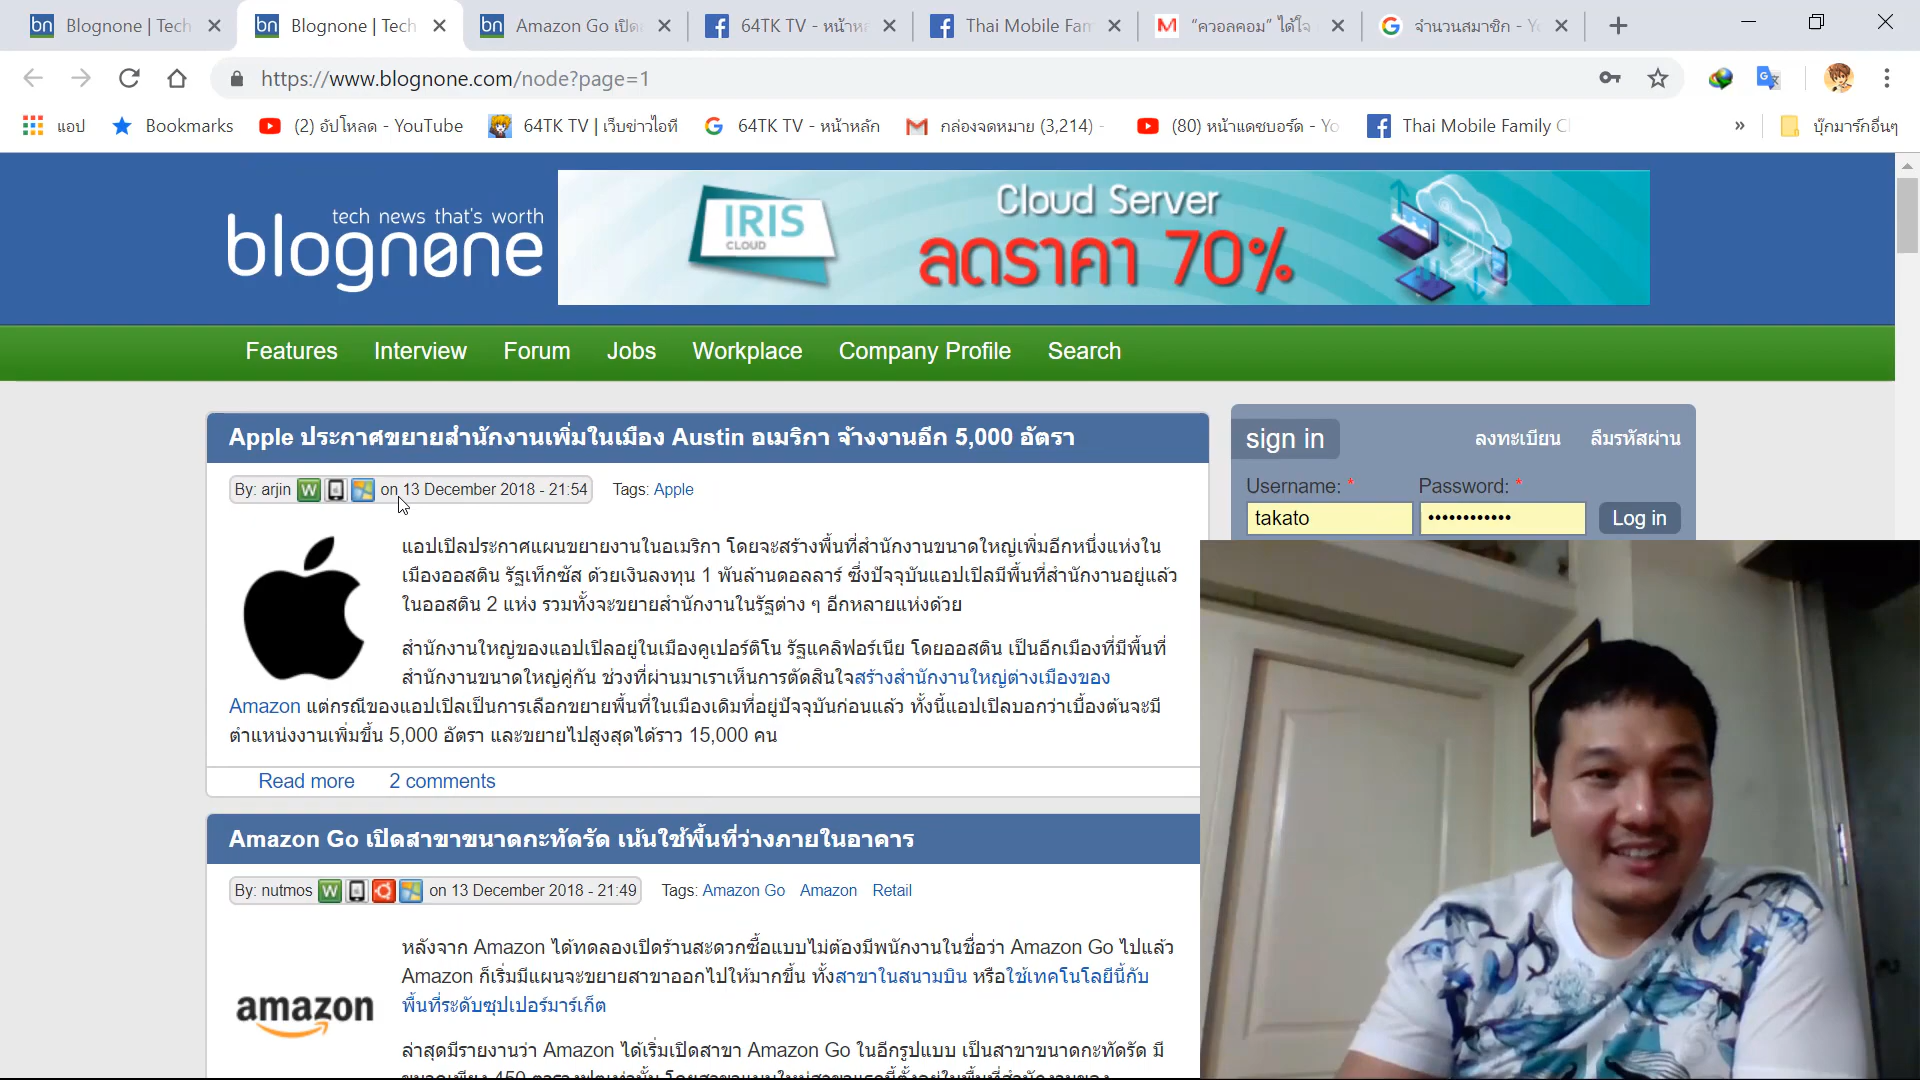 Blognone | Tech
Blognone | Tech
Amazon Go เปิด
64TK TV - หน้าห
Thai Mobile Fam
“ควอลคอม” ได้ใจ
จำนวนสมาชิก - Yo
https://www.blognone.com/node?page=1
แอป
Bookmarks
(2) อัปโหลด - YouTube
64TK TV | เว็บข่าวไอที
64TK TV - หน้าหลัก
กล่องจดหมาย (3,214) -
(80) หน้าแดชบอร์ด - Yo
Thai Mobile Family Cl
»
บุ๊กมาร์กอื่นๆ
tech news that's worth
blognone
IRIS
CLOUD
Cloud Server
ลดราคา 70%
Features Interview Forum Jobs Workplace Company Profile Search
Apple ประกาศขยายสำนักงานเพิ่มในเมือง Austin อเมริกา จ้างงานอีก 5,000 อัตรา
By: arjin on 13 December 2018 - 21:54 Tags: Apple
แอปเปิลประกาศแผนขยายงานในอเมริกา โดยจะสร้างพื้นที่สำนักงานขนาดใหญ่เพิ่มอีกหนึ่งแห่งใน
เมืองออสติน รัฐเท็กซัส ด้วยเงินลงทุน 1 พันล้านดอลลาร์ ซึ่งปัจจุบันแอปเปิลมีพื้นที่สำนักงานอยู่แล้ว
ในออสติน 2 แห่ง รวมทั้งจะขยายสำนักงานในรัฐต่าง ๆ อีกหลายแห่งด้วย
สำนักงานใหญ่ของแอปเปิลอยู่ในเมืองคูเปอร์ติโน รัฐแคลิฟอร์เนีย โดยออสติน เป็นอีกเมืองที่มีพื้นที่
สำนักงานขนาดใหญ่คู่กัน ช่วงที่ผ่านมาเราเห็นการตัดสินใจสร้างสำนักงานใหญ่ต่างเมืองของ
Amazon แต่กรณีของแอปเปิลเป็นการเลือกขยายพื้นที่ในเมืองเดิมที่อยู่ปัจจุบันก่อนแล้ว ทั้งนี้แอปเปิลบอกว่าเบื้องต้นจะมี
ตำแหน่งงานเพิ่มขึ้น 5,000 อัตรา และขยายไปสูงสุดได้ราว 15,000 คน
Read more 2 comments
sign in ลงทะเบียน ลืมรหัสผ่าน
Username: * Password: *
takato •••••••••••• Log in
Amazon Go เปิดสาขาขนาดกะทัดรัด เน้นใช้พื้นที่ว่างภายในอาคาร
By: nutmos on 13 December 2018 - 21:49 Tags: Amazon Go Amazon Retail
amazon
หลังจาก Amazon ได้ทดลองเปิดร้านสะดวกซื้อแบบไม่ต้องมีพนักงานในชื่อว่า Amazon Go ไปแล้ว
Amazon ก็เริ่มมีแผนจะขยายสาขาออกไปให้มากขึ้น ทั้งสาขาในสนามบิน หรือใช้เทคโนโลยีนี้กับ
พื้นที่ระดับซุปเปอร์มาร์เก็ต
ล่าสุดมีรายงานว่า Amazon ได้เริ่มเปิดสาขา Amazon Go ในอีกรูปแบบ เป็นสาขาขนาดกะทัดรัด มี